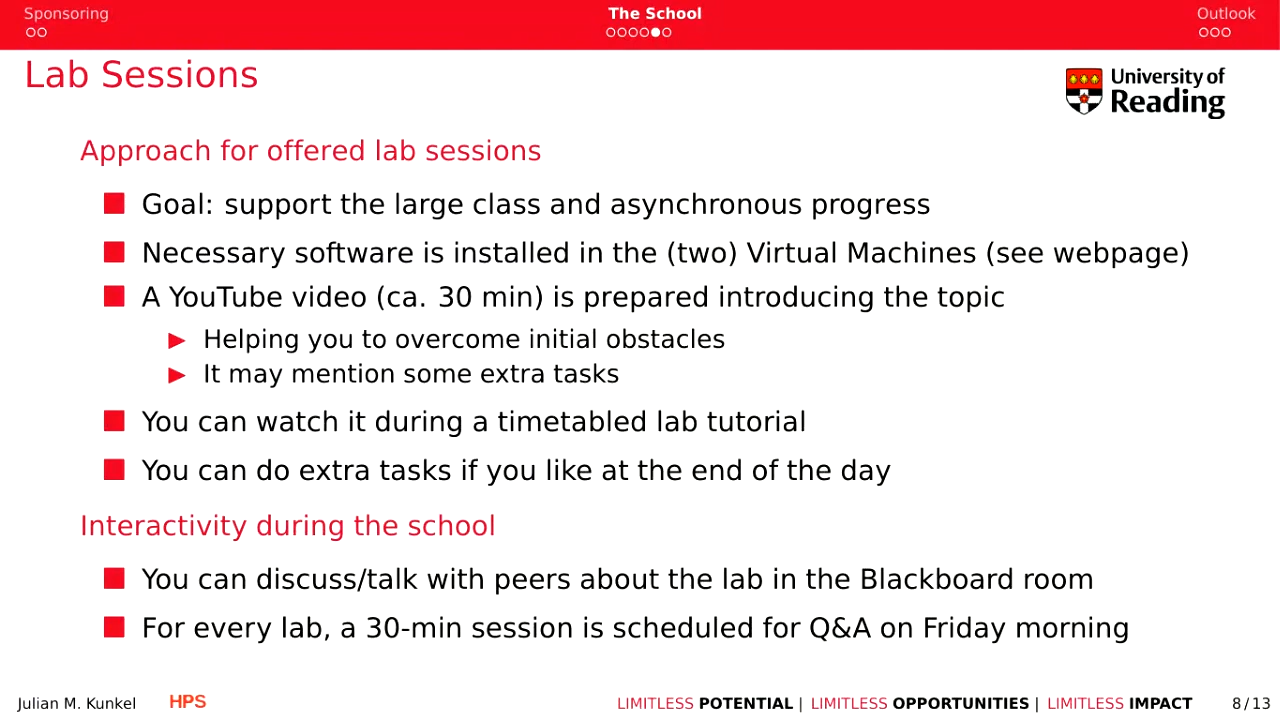 Sponsoring
The School
Outlook
Lab Sessions
University of
Reading
Approach for offered lab sessions
Goal: support the large class and asynchronous progress
Necessary software is installed in the (two) Virtual Machines (see webpage)
A YouTube video (ca. 30 min) is prepared introducing the topic
Helping you to overcome initial obstacles
It may mention some extra tasks
You can watch it during a timetabled lab tutorial
You can do extra tasks if you like at the end of the day
Interactivity during the school
You can discuss/talk with peers about the lab in the Blackboard room
For every lab, a 30-min session is scheduled for Q&A on Friday morning
Julian M. Kunkel
HPS
LIMITLESS POTENTIAL | LIMITLESS OPPORTUNITIES | LIMITLESS IMPACT
8/13